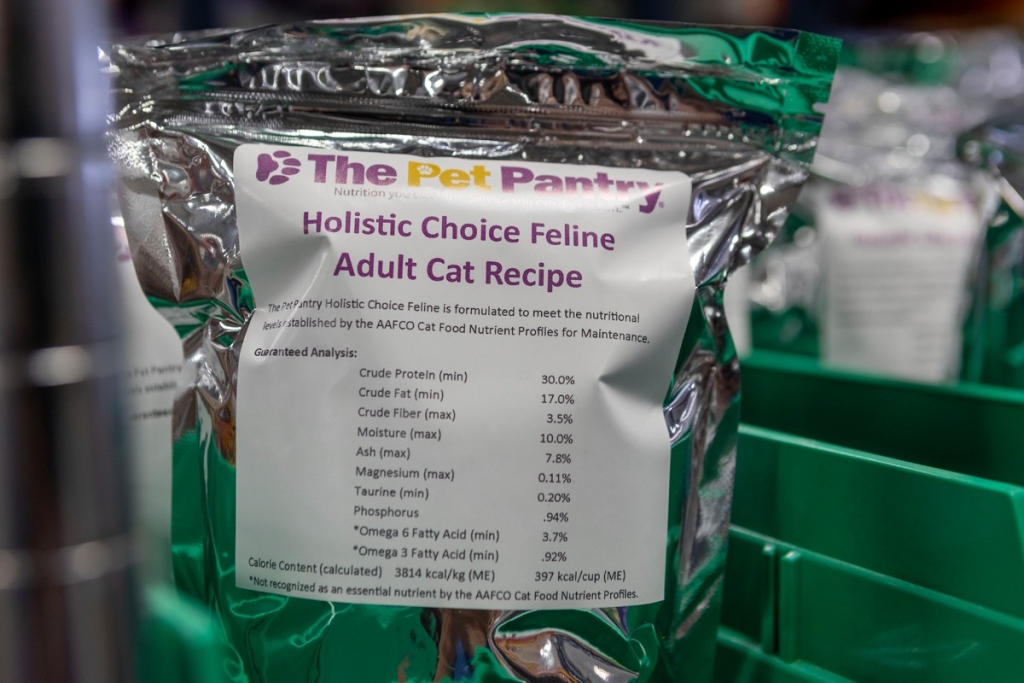 The Pet Pantry
Nutrition you
Holistic Choice Feline
Adult Cat Recipe
The Pet Pantry Holistic Choice Feline is formulated to meet the nutritional
levels established by the AAFCO Cat Food Nutrient Profiles for Maintenance.
Guaranteed Analysis:
Crude Protein (min) 30.0%
Crude Fat (min) 17.0%
Crude Fiber (max) 3.5%
Moisture (max) 10.0%
Ash (max) 7.8%
Magnesium (max) 0.11%
Taurine (min) 0.20%
Phosphorus .94%
*Omega 6 Fatty Acid (min) 3.7%
*Omega 3 Fatty Acid (min) .92%
Calorie Content (calculated) 3814 kcal/kg (ME) 397 kcal/cup (ME)
*Not recognized as an essential nutrient by the AAFCO Cat Food Nutrient Profiles.